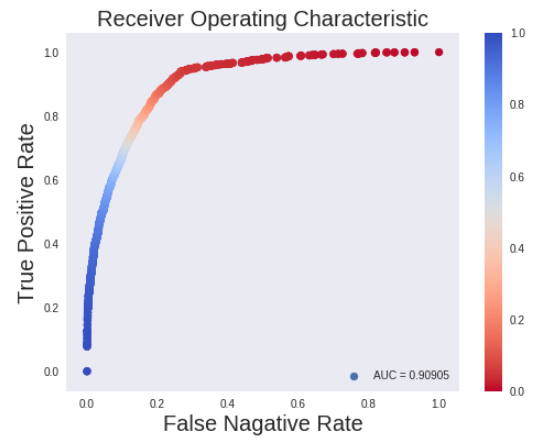 Receiver Operating Characteristic
True Positive Rate
1.0
0.8
0.6
0.4
0.2
0.0
0.0 0.2 0.4 0.6 0.8 1.0
False Nagative Rate
AUC = 0.90905
1.0
0.8
0.6
0.4
0.2
0.0